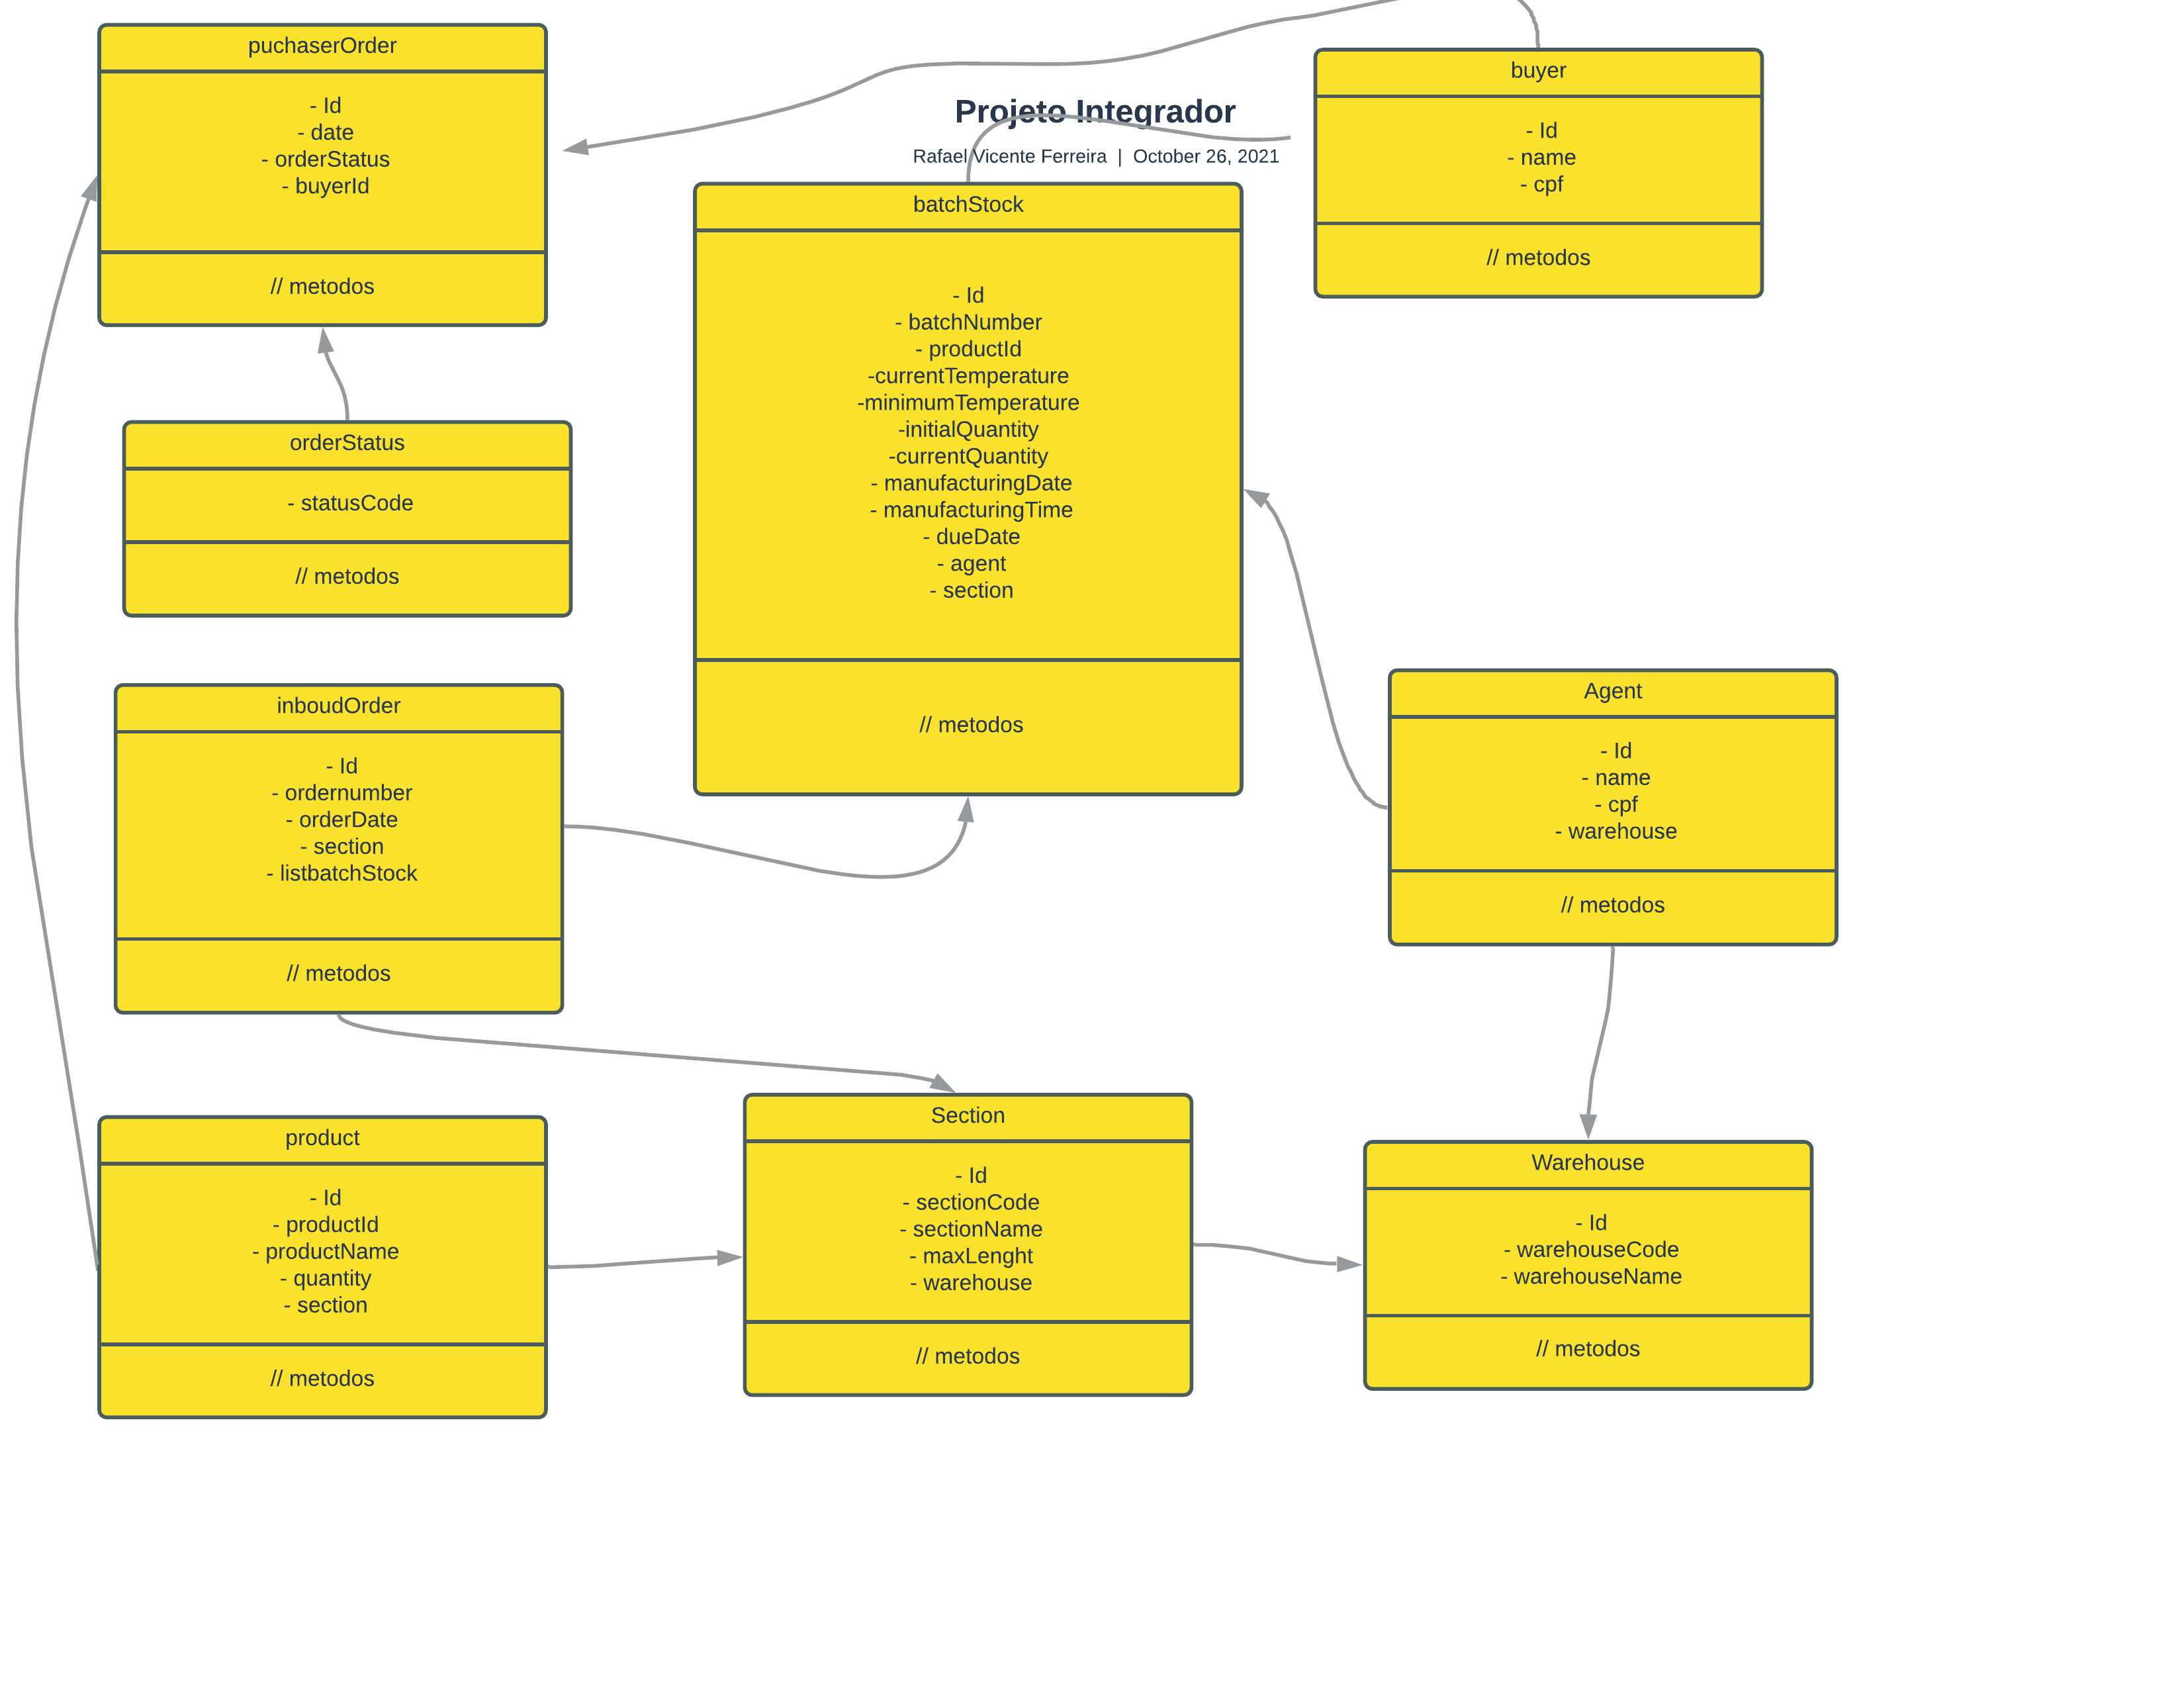 puchaserOrder
- Id
- date
- orderStatus
- buyerId
// metodos
Projeto Integrador
Rafael Vicente Ferreira | October 26, 2021
buyer
- Id
- name
- cpf
// metodos
batchStock
- Id
- batchNumber
- productId
-currentTemperature
-minimumTemperature
-initialQuantity
-currentQuantity
- manufacturingDate
- manufacturingTime
- dueDate
- agent
- section
// metodos
orderStatus
- statusCode
// metodos
inboudOrder
- Id
- ordernumber
- orderDate
- section
- listbatchStock
// metodos
Agent
- Id
- name
- cpf
- warehouse
// metodos
product
- Id
- productId
- productName
- quantity
- section
// metodos
Section
- Id
- sectionCode
- sectionName
- maxLenght
- warehouse
// metodos
Warehouse
- Id
- warehouseCode
- warehouseName
// metodos